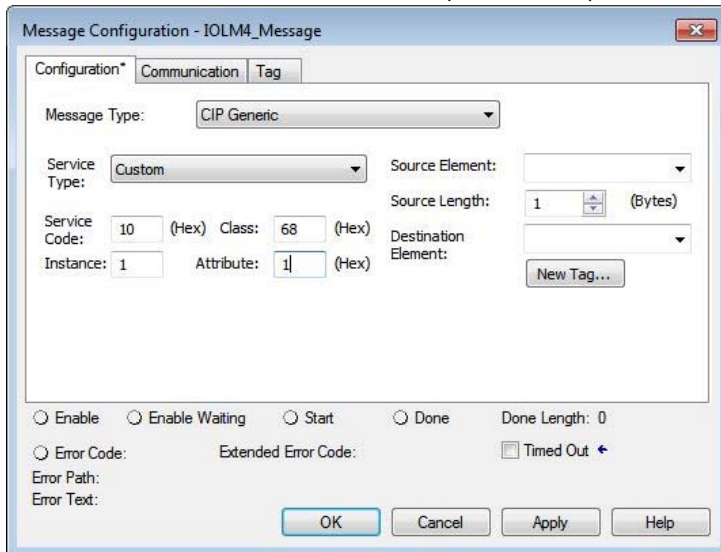 Message Configuration - IOLM4_Message
Configuration* Communication Tag
Message Type: CIP Generic
Service Type: Custom
Source Element:
Source Length: 1 (Bytes)
Service Code: 10 (Hex) Class: 68 (Hex)
Destination Element:
Instance: 1 Attribute: 1 (Hex)
New Tag...
Enable Enable Waiting Start Done Done Length: 0
Error Code: Extended Error Code: Timed Out
Error Path:
Error Text:
OK Cancel Apply Help